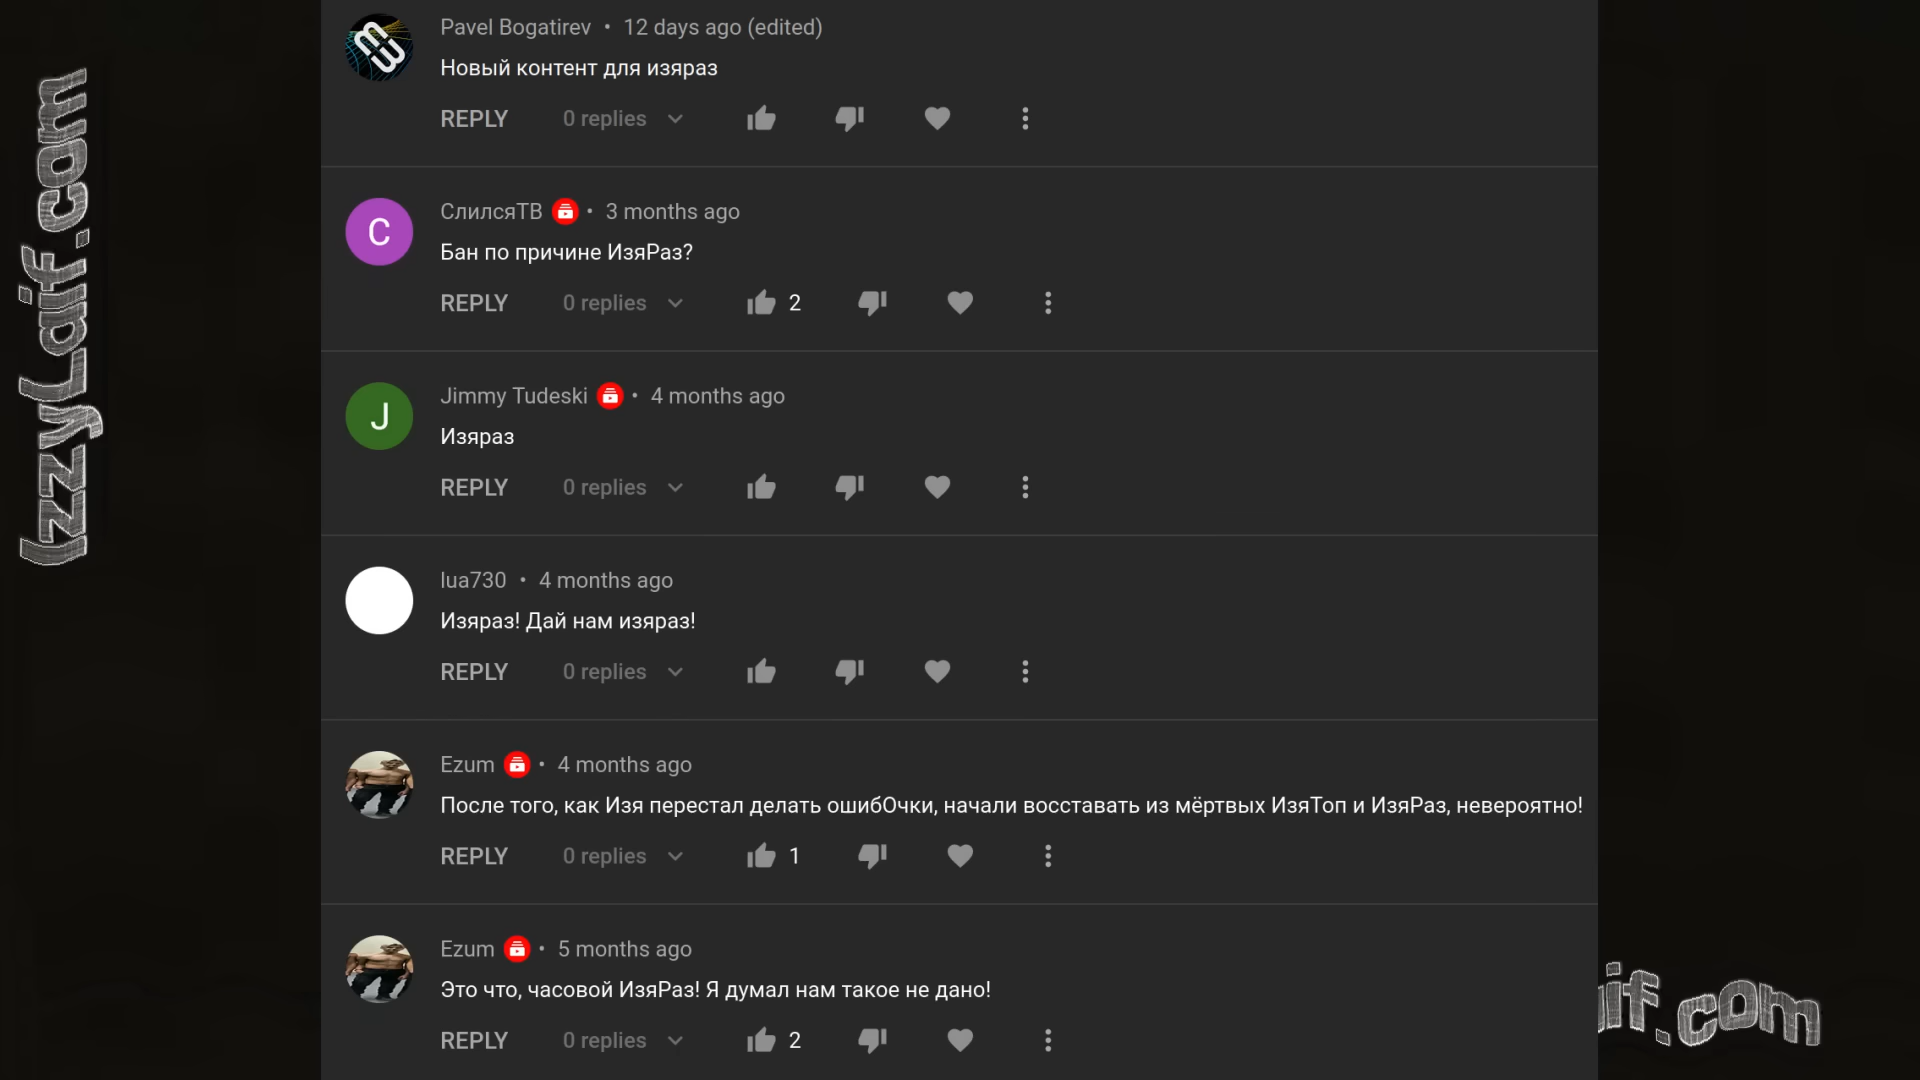 IzzyLaif.com
Pavel Bogatirev • 12 days ago (edited)
Новый контент для изяраз
REPLY 0 replies
С
СлилсяТВ • 3 months ago
Бан по причине ИзяРаз?
REPLY 0 replies 2
J
Jimmy Tudeski • 4 months ago
Изяраз
REPLY 0 replies
lua730 • 4 months ago
Изяраз! Дай нам изяраз!
REPLY 0 replies
Ezum • 4 months ago
После того, как Изя перестал делать ошибОчки, начали восставать из мёртвых ИзяТоп и ИзяРаз, невероятно!
REPLY 0 replies 1
Ezum • 5 months ago
Это что, часовой ИзяРаз! Я думал нам такое не дано!
REPLY 0 replies 2
if.com